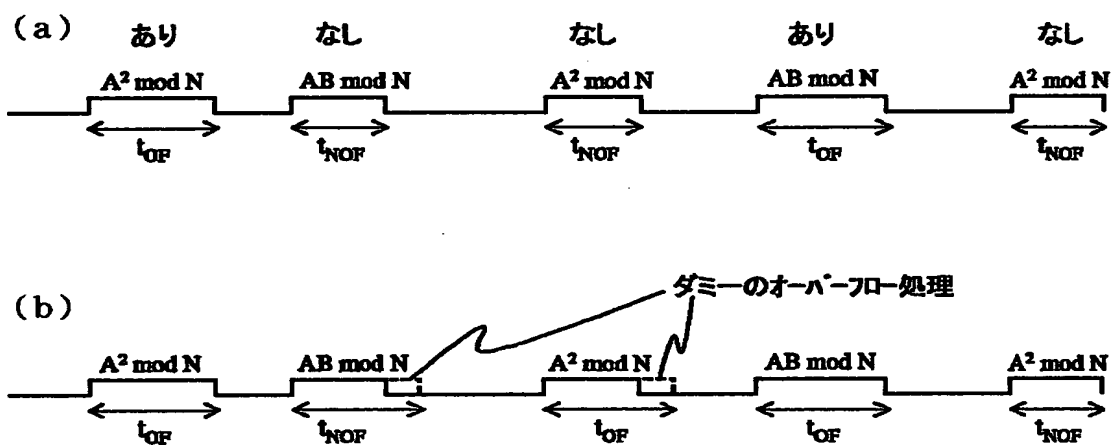 (a)
あり なし なし あり なし
A² mod N AB mod N A² mod N AB mod N A² mod N
tOF tNOF tNOF tOF tNOF
ダミーのオーバーフロー処理
(b)
A² mod N AB mod N A² mod N AB mod N A² mod N
tOF tNOF tOF tOF tNOF